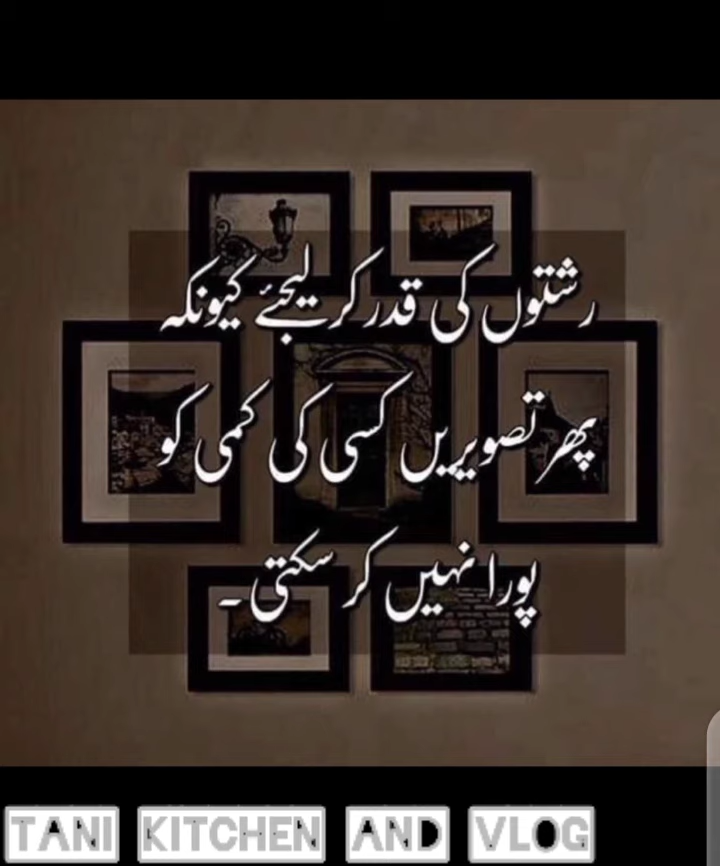 رشتوں کی قدر کر لیجئے کیونکہ
پھر تصویریں کسی کی کمی کو
پورا نہیں کر سکتی۔
TANI KITCHEN AND VLOG